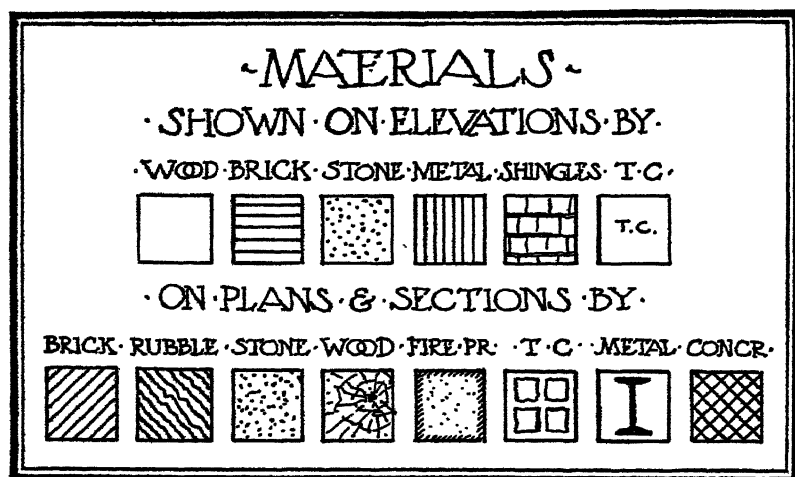 ~MATERIALS~
·SHOWN·ON·ELEVATIONS·BY·
·WOOD·BRICK·STONE·METAL·SHINGLES·T·C·
T.C.
·ON·PLANS·&·SECTIONS·BY·
BRICK·RUBBLE·STONE·WOOD·FIRE·PR·T·C·METAL·CONCR·